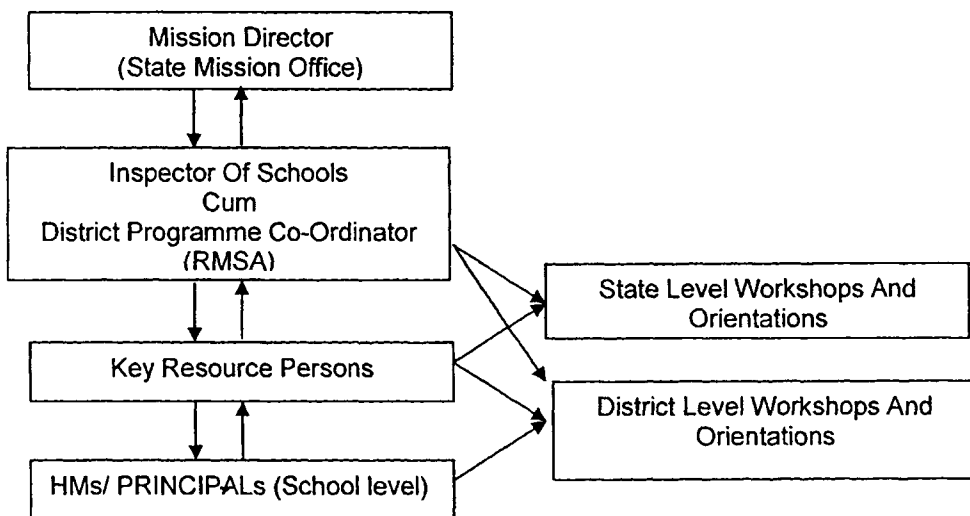 Mission Director
(State Mission Office)
Inspector Of Schools
Cum
District Programme Co-Ordinator
(RMSA)
State Level Workshops And
Orientations
Key Resource Persons
District Level Workshops And
Orientations
HMs/ PRINCIPALs (School level)